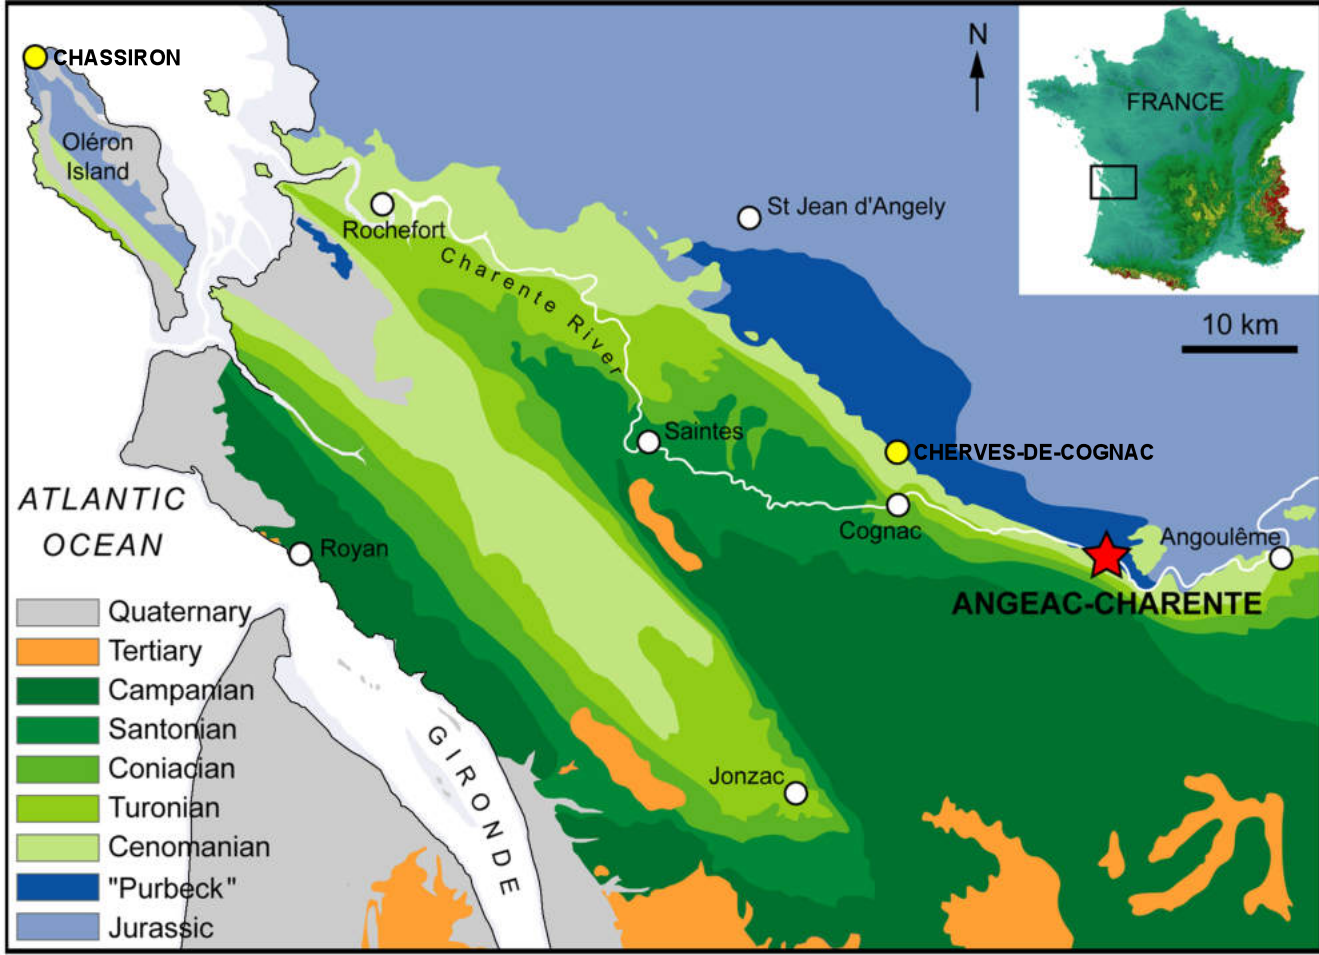 CHASSIRON
N
FRANCE
Oléron
Island
St Jean d'Angely
Rochefort
Charente River
10 km
Saintes
CHERVES-DE-COGNAC
ATLANTIC
OCEAN
Cognac
Angoulême
Royan
ANGEAC-CHARENTE
Quaternary
Tertiary
Campanian
Santonian
Coniacian
Turonian
Cenomanian
"Purbeck"
Jurassic
GIRONDE
Jonzac